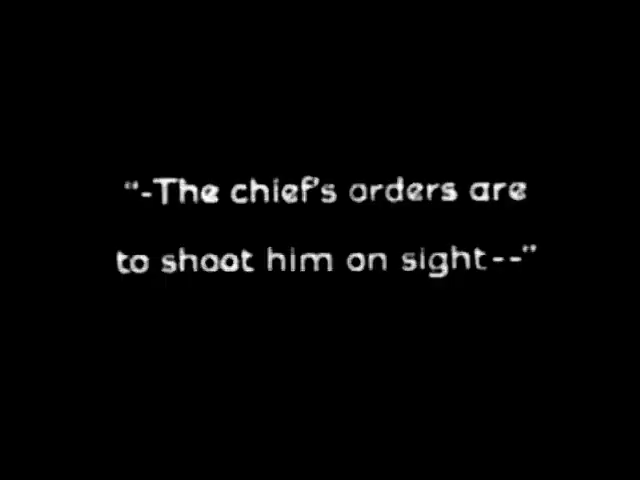 “-The chief's orders are
to shoot him on sight--”